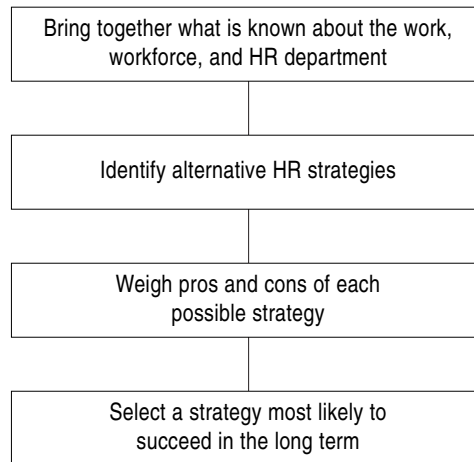 Bring together what is known about the work,
workforce, and HR department
Identify alternative HR strategies
Weigh pros and cons of each
possible strategy
Select a strategy most likely to
succeed in the long term